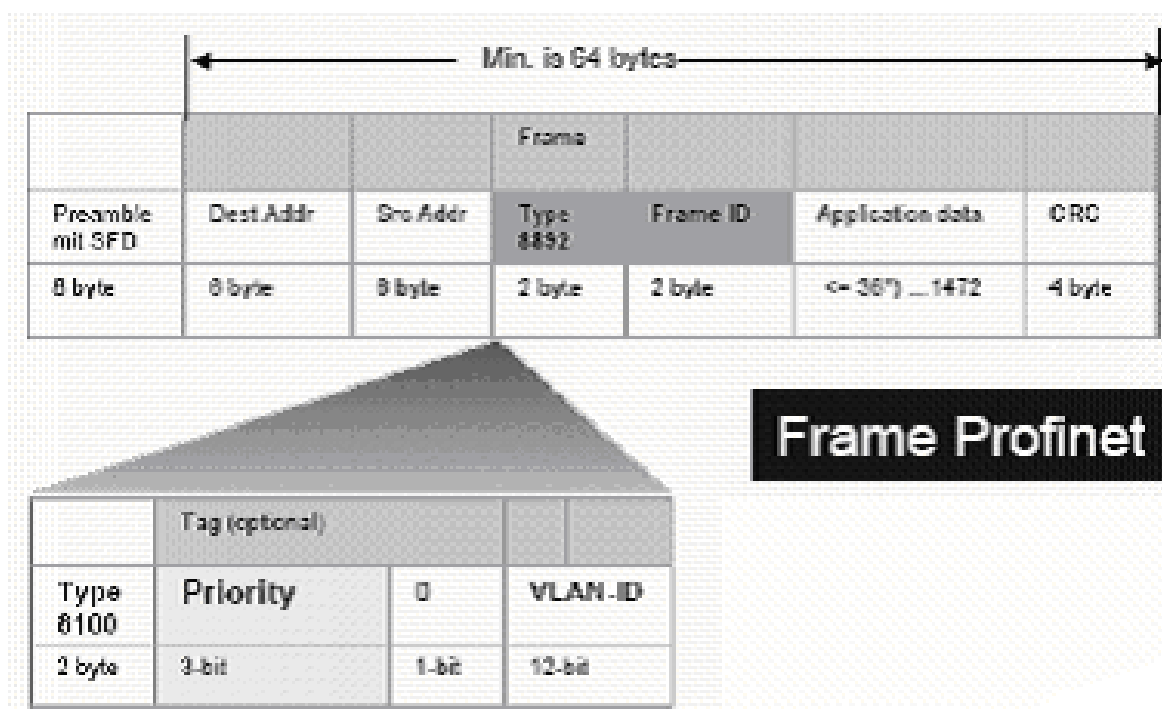 Min. is 64 bytes
Frame
Preamble mit SFD
Dest.Addr
Src.Addr
Type 8892
Frame ID
Application data
CRC
8 byte
6 byte
6 byte
2 byte
2 byte
<= 36*) ... 1472
4 byte
Frame Profinet
Tag (optional)
Type 8100
Priority
0
VLAN-ID
2 byte
3-bit
1-bit
12-bit